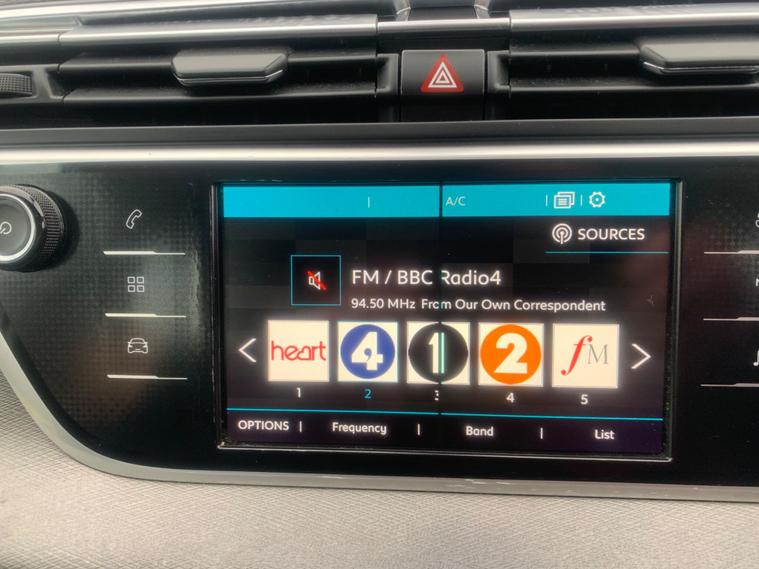 A/C
SOURCES
FM / BBC Radio4
94.50 MHz From Our Own Correspondent
heart 4 1 2 fM
1 2 3 4 5
OPTIONS Frequency Band List